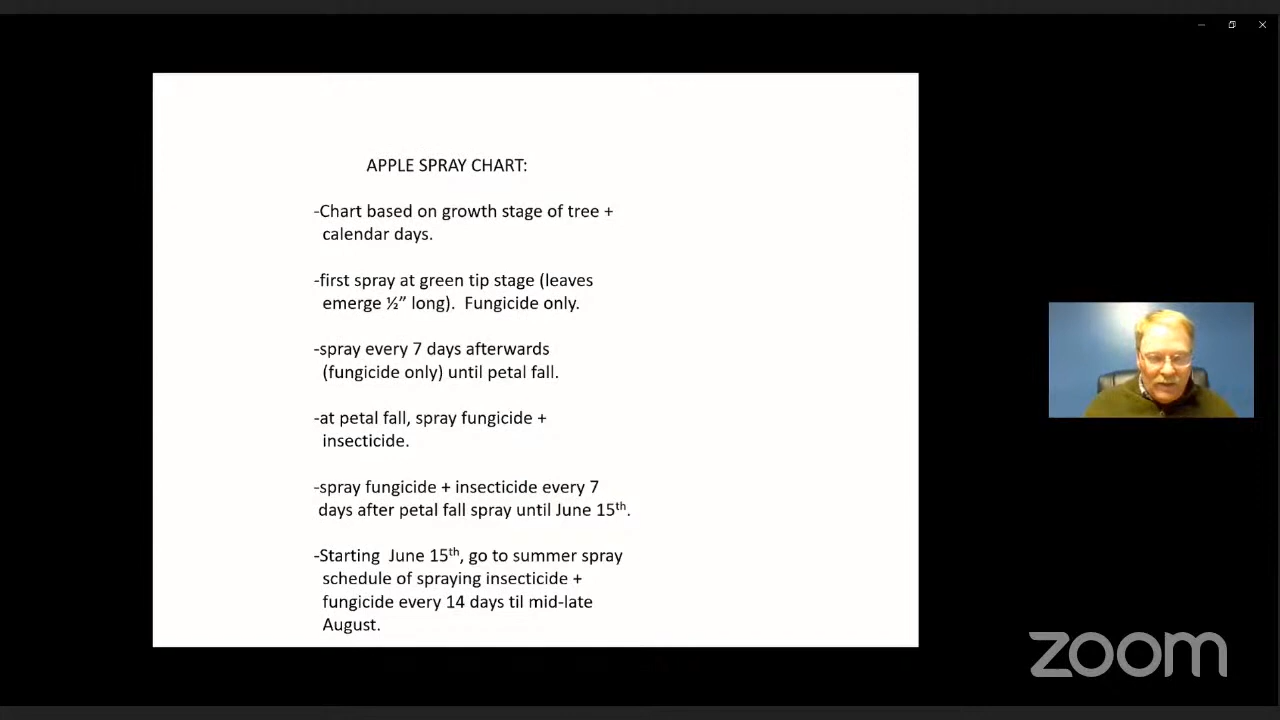 APPLE SPRAY CHART:
-Chart based on growth stage of tree +
calendar days.
-first spray at green tip stage (leaves
emerge ½” long).  Fungicide only.
-spray every 7 days afterwards
(fungicide only) until petal fall.
-at petal fall, spray fungicide +
insecticide.
-spray fungicide + insecticide every 7
days after petal fall spray until June 15th.
-Starting  June 15th, go to summer spray
schedule of spraying insecticide +
fungicide every 14 days til mid-late
August.
zoom